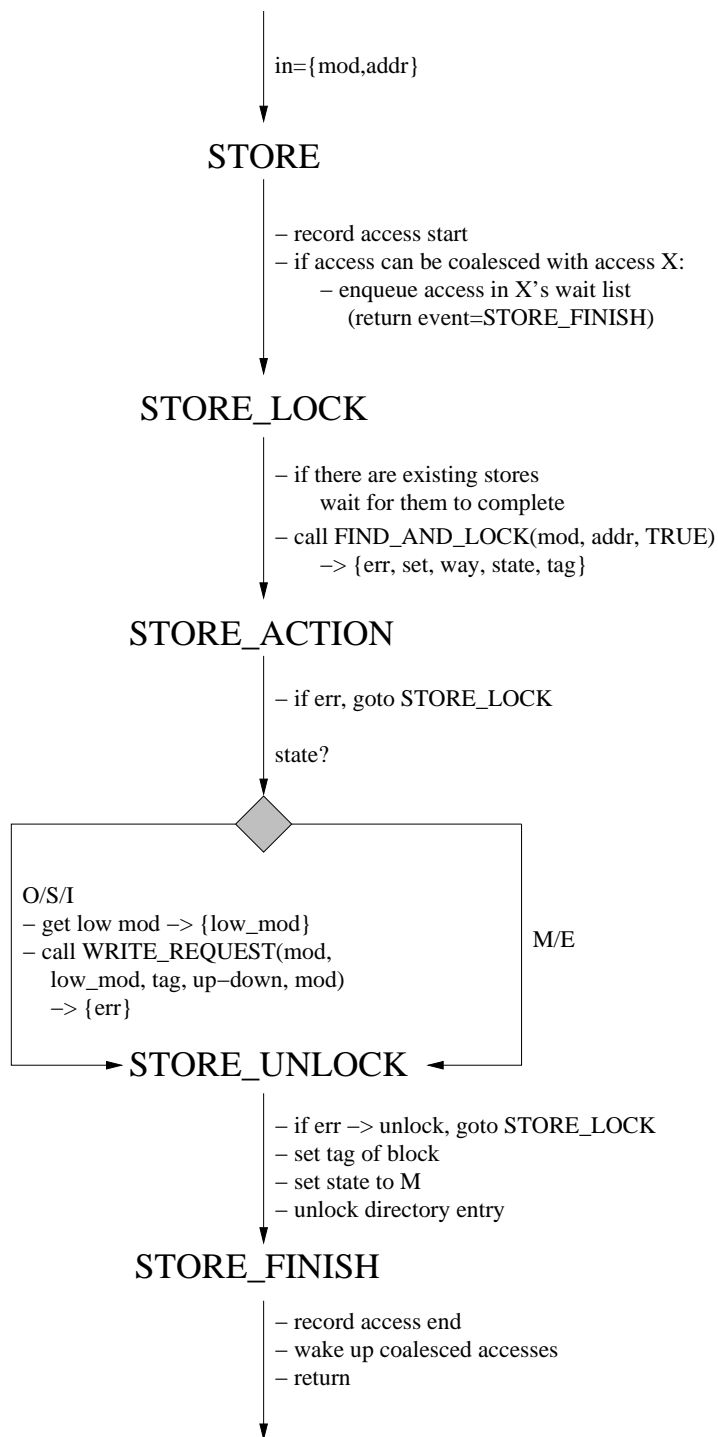 in={mod,addr}
STORE
− record access start
− if access can be coalesced with access X:
− enqueue access in X's wait list
(return event=STORE_FINISH)
STORE_LOCK
− if there are existing stores
wait for them to complete
− call FIND_AND_LOCK(mod, addr, TRUE)
−> {err, set, way, state, tag}
STORE_ACTION
− if err, goto STORE_LOCK
state?
O/S/I
− get low mod −> {low_mod}
− call WRITE_REQUEST(mod,
low_mod, tag, up−down, mod)
−> {err}
M/E
STORE_UNLOCK
− if err −> unlock, goto STORE_LOCK
− set tag of block
− set state to M
− unlock directory entry
STORE_FINISH
− record access end
− wake up coalesced accesses
− return